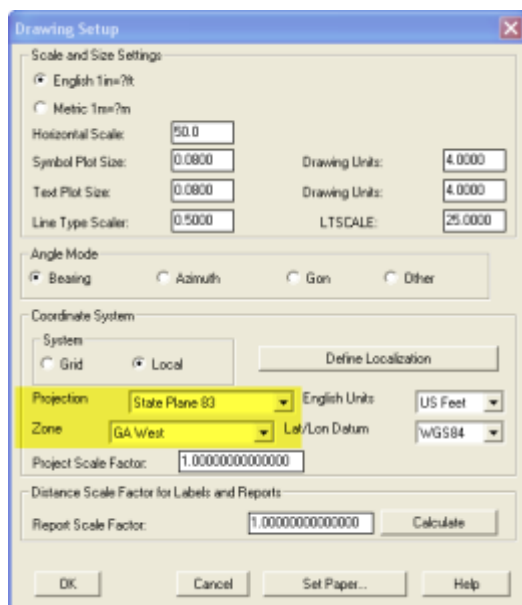 Drawing Setup
Scale and Size Settings
English 1in=?ft
Metric 1m=?m
Horizontal Scale: 50.0
Symbol Plot Size: 0.0800 Drawing Units: 4.0000
Text Plot Size: 0.0800 Drawing Units: 4.0000
Line Type Scaler: 0.5000 LTSCALE: 25.0000
Angle Mode
Bearing Azimuth Gon Other
Coordinate System
System
Grid Local Define Localization
Projection State Plane 83 English Units US Feet
Zone GA West Lat/Lon Datum WGS84
Project Scale Factor: 1.00000000000000
Distance Scale Factor for Labels and Reports
Report Scale Factor: 1.00000000000000 Calculate
OK Cancel Set Paper... Help